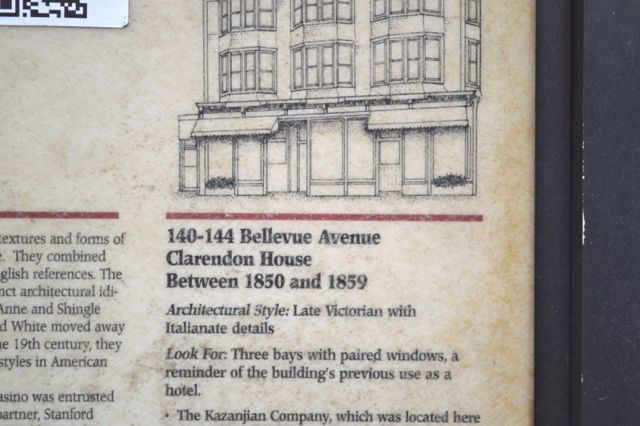 textures and forms of
They combined
glish references. The
nct architectural idi-
Anne and Shingle
d White moved away
e 19th century, they
styles in American
asino was entrusted
partner, Stanford
140-144 Bellevue Avenue
Clarendon House
Between 1850 and 1859
Architectural Style: Late Victorian with
Italianate details
Look For: Three bays with paired windows, a
reminder of the building's previous use as a
hotel.
• The Kazanjian Company, which was located here